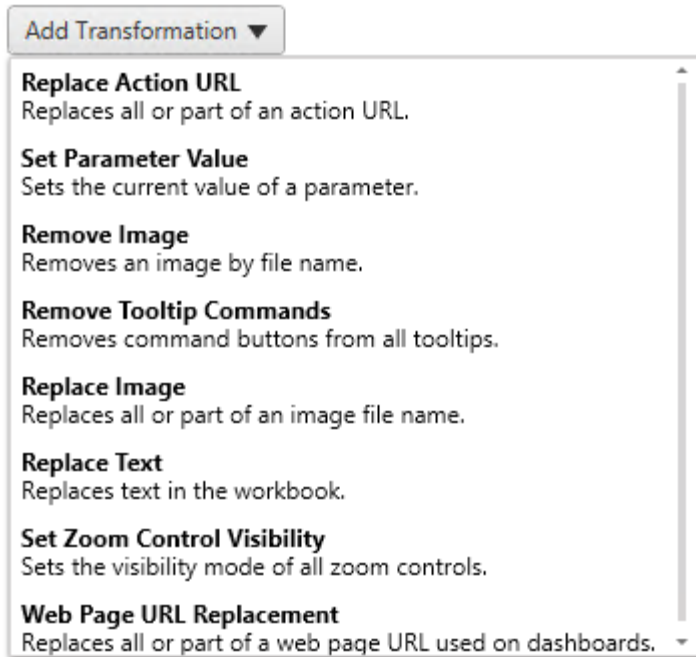 Add Transformation ▼
Replace Action URL
Replaces all or part of an action URL.
Set Parameter Value
Sets the current value of a parameter.
Remove Image
Removes an image by file name.
Remove Tooltip Commands
Removes command buttons from all tooltips.
Replace Image
Replaces all or part of an image file name.
Replace Text
Replaces text in the workbook.
Set Zoom Control Visibility
Sets the visibility mode of all zoom controls.
Web Page URL Replacement
Replaces all or part of a web page URL used on dashboards.